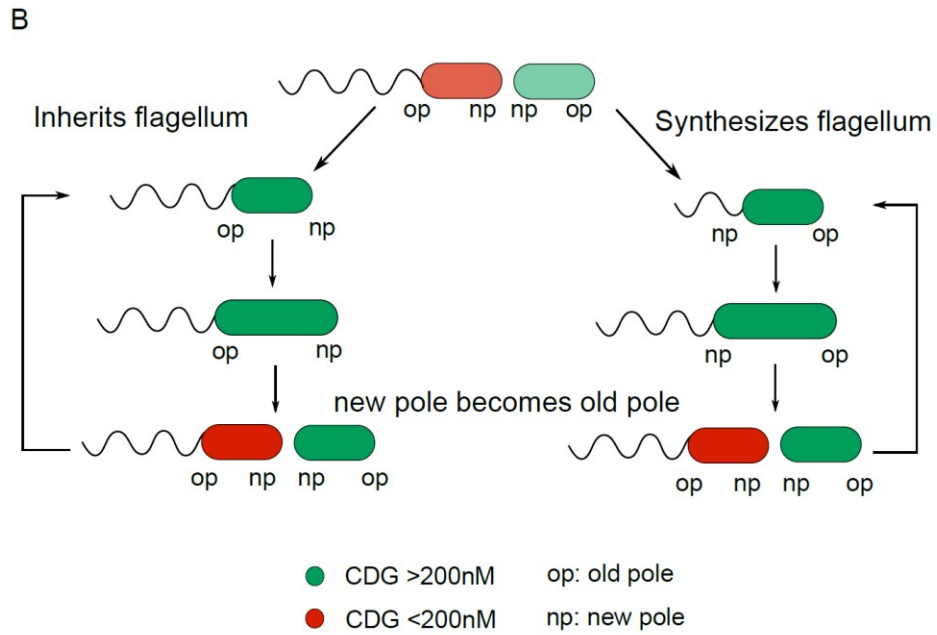 B
op np np op
Inherits flagellum
Synthesizes flagellum
op np
np op
op np
np op
new pole becomes old pole
op np np op
op np np op
CDG >200nM op: old pole
CDG <200nM np: new pole